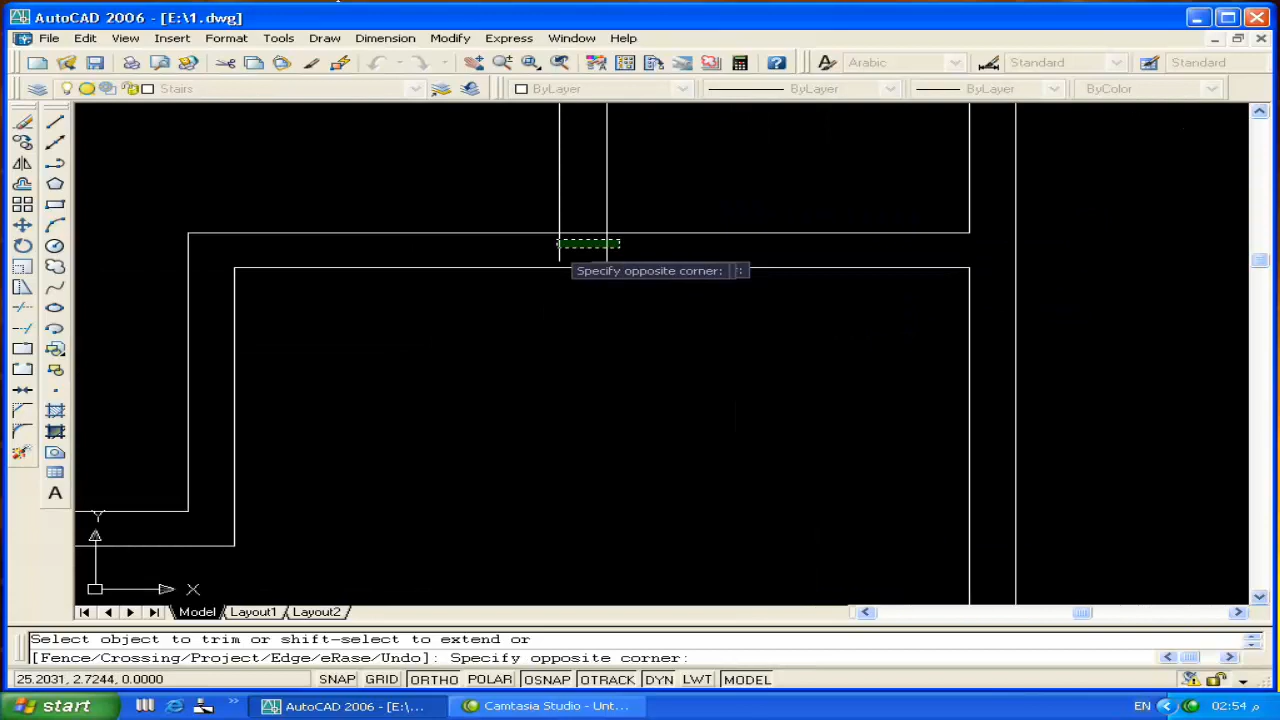 AutoCAD 2006 - [E:\1.dwg]
File Edit View Insert Format Tools Draw Dimension Modify Express Window Help
Arabic Standard Standard
Stairs ByLayer ByLayer ByLayer ByColor
A
Specify opposite corner:
Y
X
Model Layout1 Layout2
Select object to trim or shift-select to extend or
[Fence/Crossing/Project/Edge/eRase/Undo]: Specify opposite corner:
25.2031, 2.7244, 0.0000 SNAP GRID ORTHO POLAR OSNAP OTRACK DYN LWT MODEL
start AutoCAD 2006 - [E:\... Camtasia Studio - Unt... EN 02:54 م